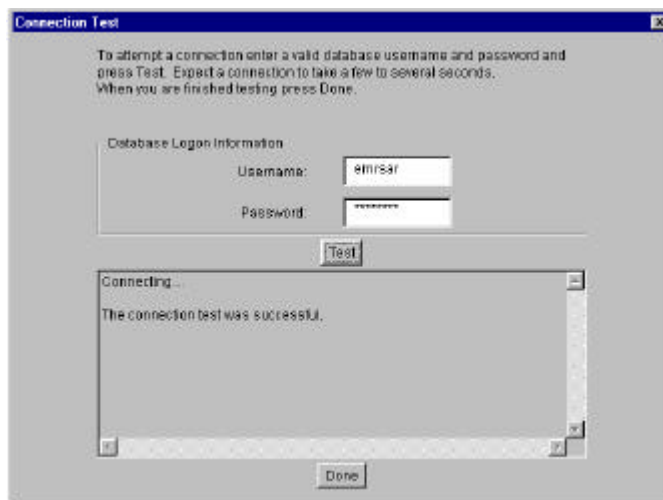 Connection Test
To attempt a connection enter a valid database username and password and
press Test. Expect a connection to take a few to several seconds.
When you are finished testing press Done.
Database Logon Information
Username: emrsar
Password: ********
Test
Connecting...
The connection test was successful.
Done